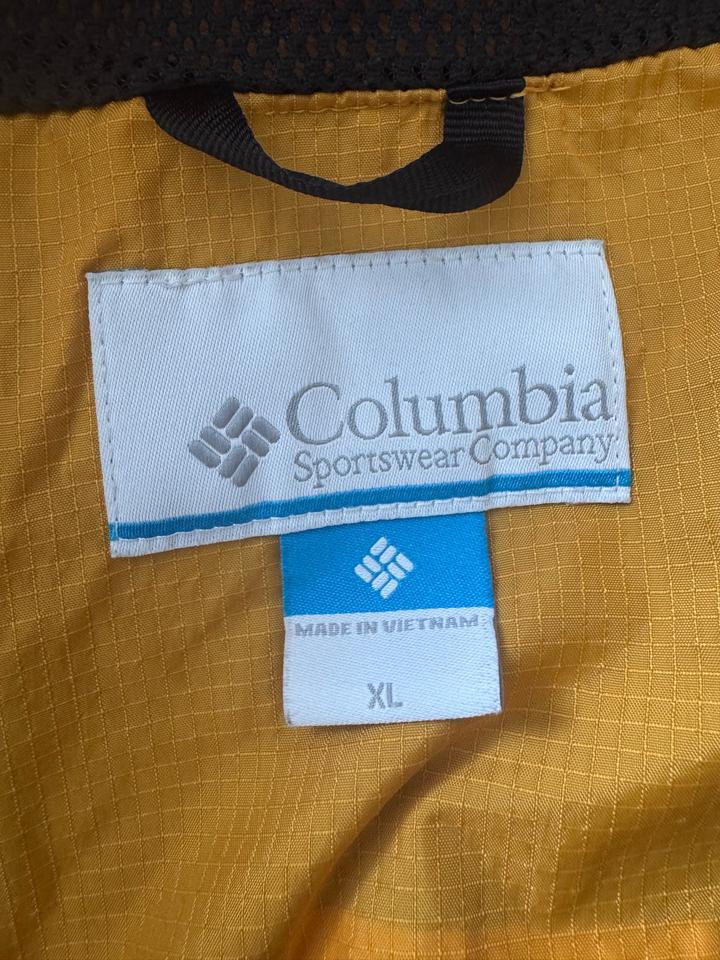 Columbia
Sportswear Company
MADE IN VIETNAM
XL